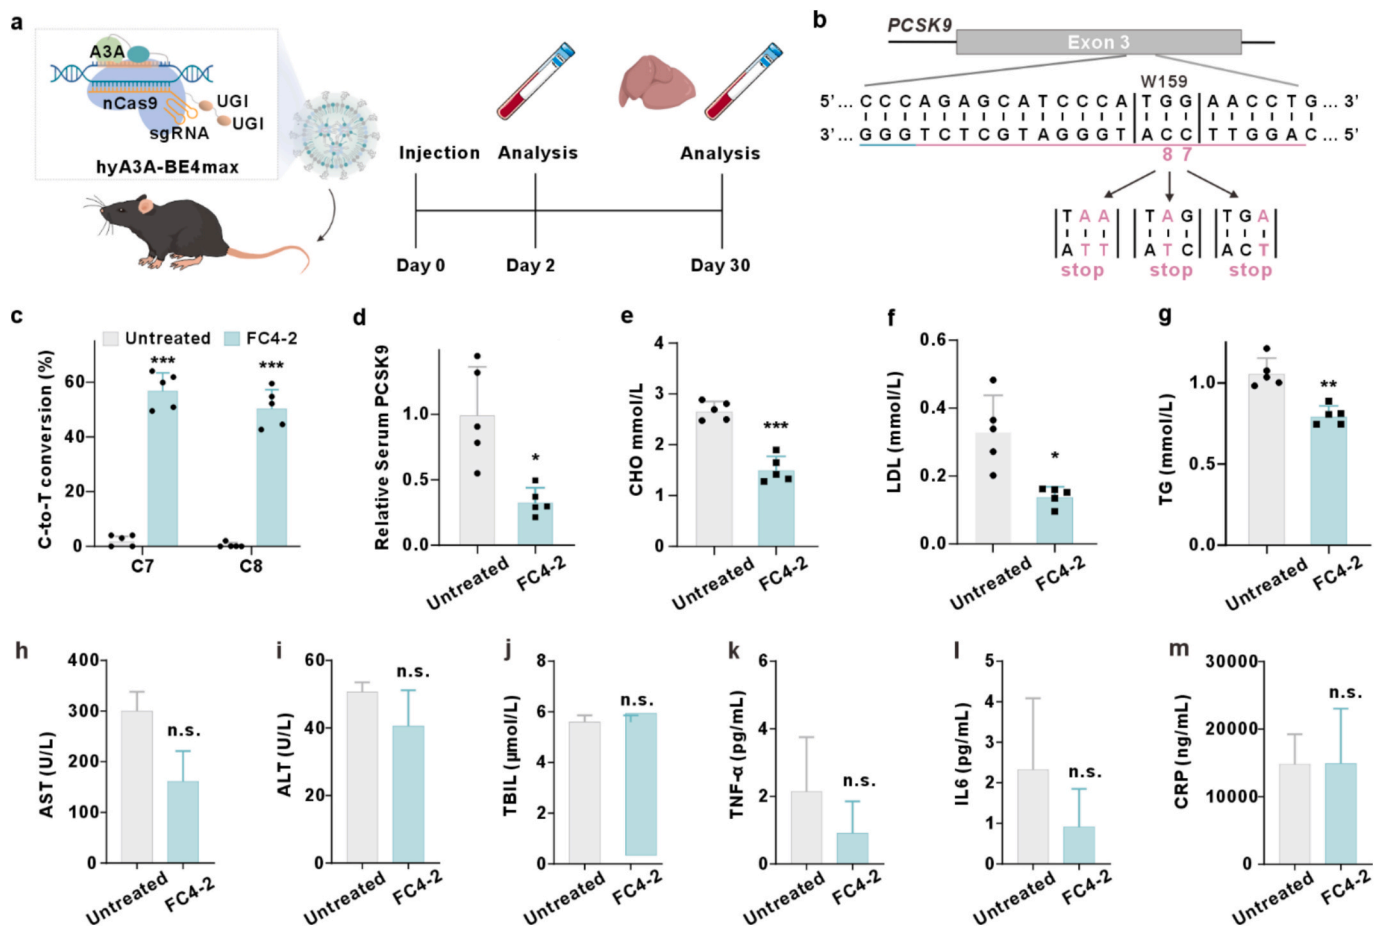 a
A3A
nCas9
UGI
UGI
sgRNA
hyA3A-BE4max
Injection
Analysis
Analysis
Day 0
Day 2
Day 30
b
PCSK9
Exon 3
W159
5' ... C C C A G A G C A T C C C A T G G A A C C T G ... 3'
3' ... G G G T C T C G T A G G G T A C C T T G G A C ... 5'
8 7
T A A
A T T
stop
T A G
A T C
stop
T G A
A C T
stop
c
Untreated
FC4-2
C-to-T conversion (%)
60
40
20
0
***
***
C7
C8
d
Relative Serum PCSK9
1.0
0.5
0.0
*
Untreated
FC4-2
e
CHO mmol/L
4
3
2
1
0
***
Untreated
FC4-2
f
LDL (mmol/L)
0.6
0.4
0.2
0.0
*
Untreated
FC4-2
g
TG (mmol/L)
1.0
0.5
0.0
**
Untreated
FC4-2
h
AST (U/L)
400
300
200
100
0
n.s.
Untreated
FC4-2
i
ALT (U/L)
60
40
20
0
n.s.
Untreated
FC4-2
j
TBIL (µmol/L)
8
6
4
2
0
n.s.
Untreated
FC4-2
k
TNF-α (pg/mL)
6
4
2
0
n.s.
Untreated
FC4-2
l
IL6 (pg/mL)
5
4
3
2
1
0
n.s.
Untreated
FC4-2
m
CRP (ng/mL)
30000
20000
10000
0
n.s.
Untreated
FC4-2